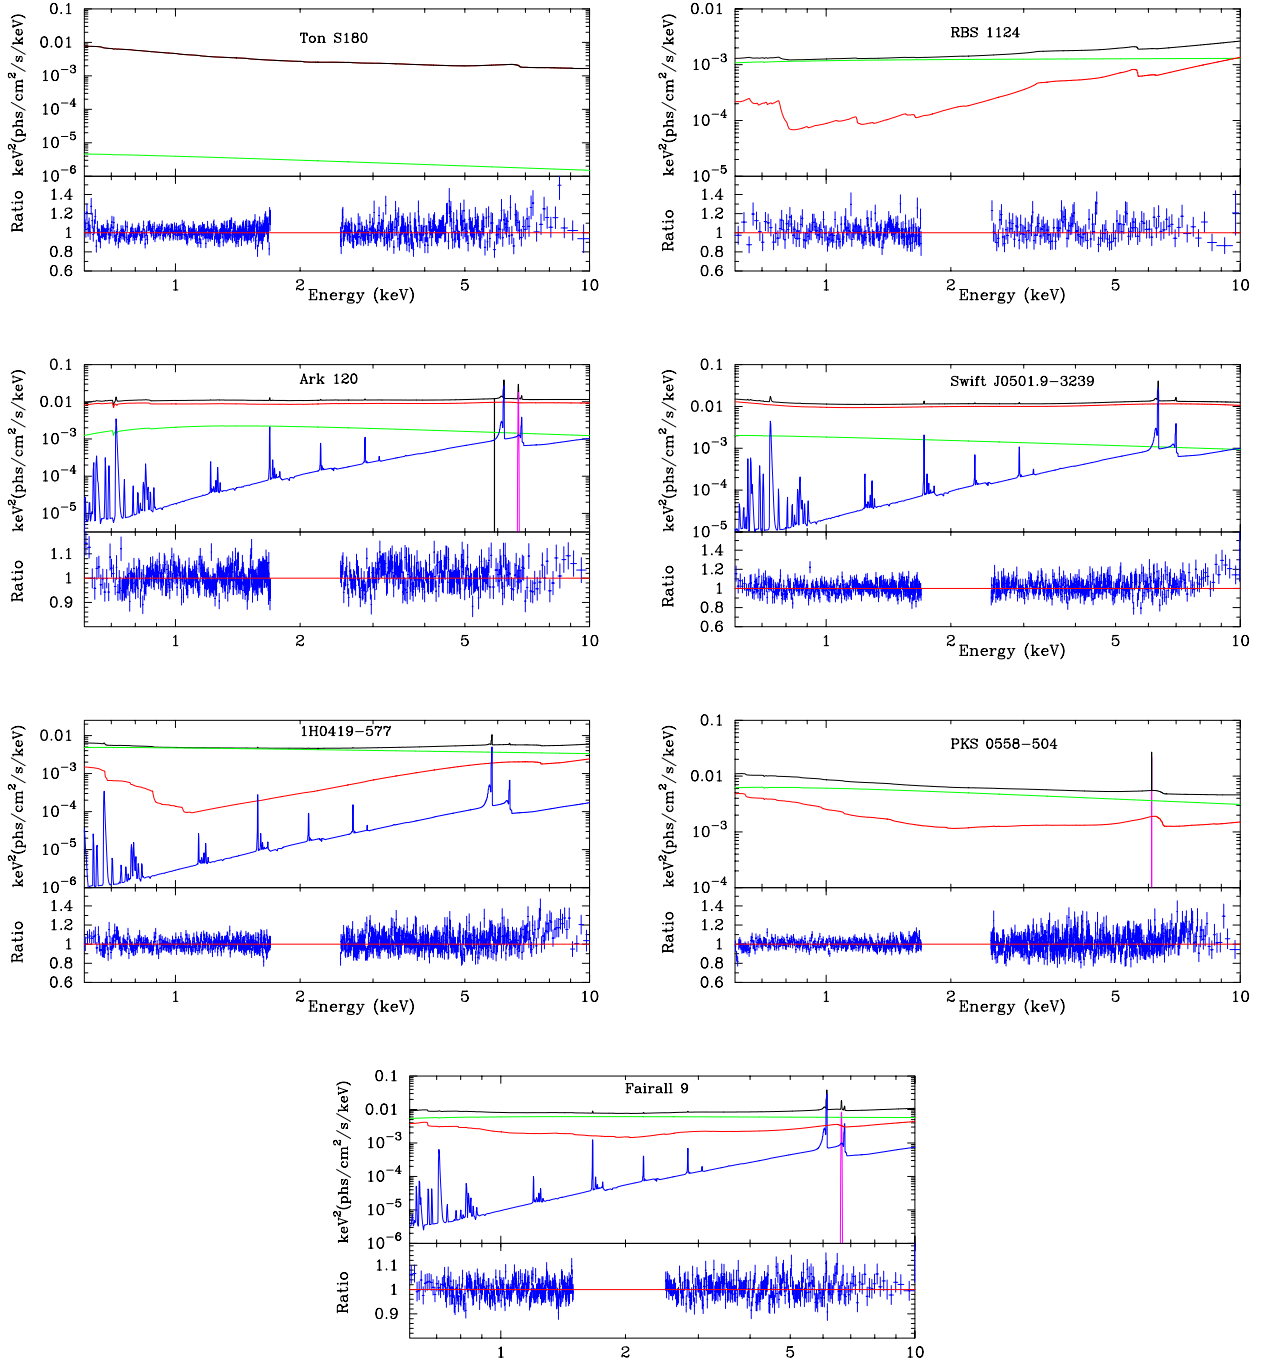 Ton S180
keV²(phs/cm²/s/keV)
0.1
0.01
10⁻³
10⁻⁴
10⁻⁵
10⁻⁶
Ratio
1.4
1.2
1
0.8
0.6
1 2 5 10
Energy (keV)
RBS 1124
keV²(phs/cm²/s/keV)
0.01
10⁻³
10⁻⁴
10⁻⁵
Ratio
1.4
1.2
1
0.8
0.6
1 2 5 10
Energy (keV)
Ark 120
keV²(phs/cm²/s/keV)
0.1
0.01
10⁻³
10⁻⁴
10⁻⁵
Ratio
1.1
1
0.9
1 2 5 10
Energy (keV)
Swift J0501.9−3239
keV²(phs/cm²/s/keV)
0.1
0.01
10⁻³
10⁻⁴
10⁻⁵
Ratio
1.4
1.2
1
0.8
0.6
1 2 5 10
Energy (keV)
1H0419−577
keV²(phs/cm²/s/keV)
0.01
10⁻³
10⁻⁴
10⁻⁵
10⁻⁶
Ratio
1.4
1.2
1
0.8
0.6
1 2 5 10
Energy (keV)
PKS 0558−504
keV²(phs/cm²/s/keV)
0.1
0.01
10⁻³
10⁻⁴
Ratio
1.4
1.2
1
0.8
0.6
1 2 5 10
Energy (keV)
Fairall 9
keV²(phs/cm²/s/keV)
0.1
0.01
10⁻³
10⁻⁴
10⁻⁵
10⁻⁶
Ratio
1.1
1
0.9
1 2 5 10